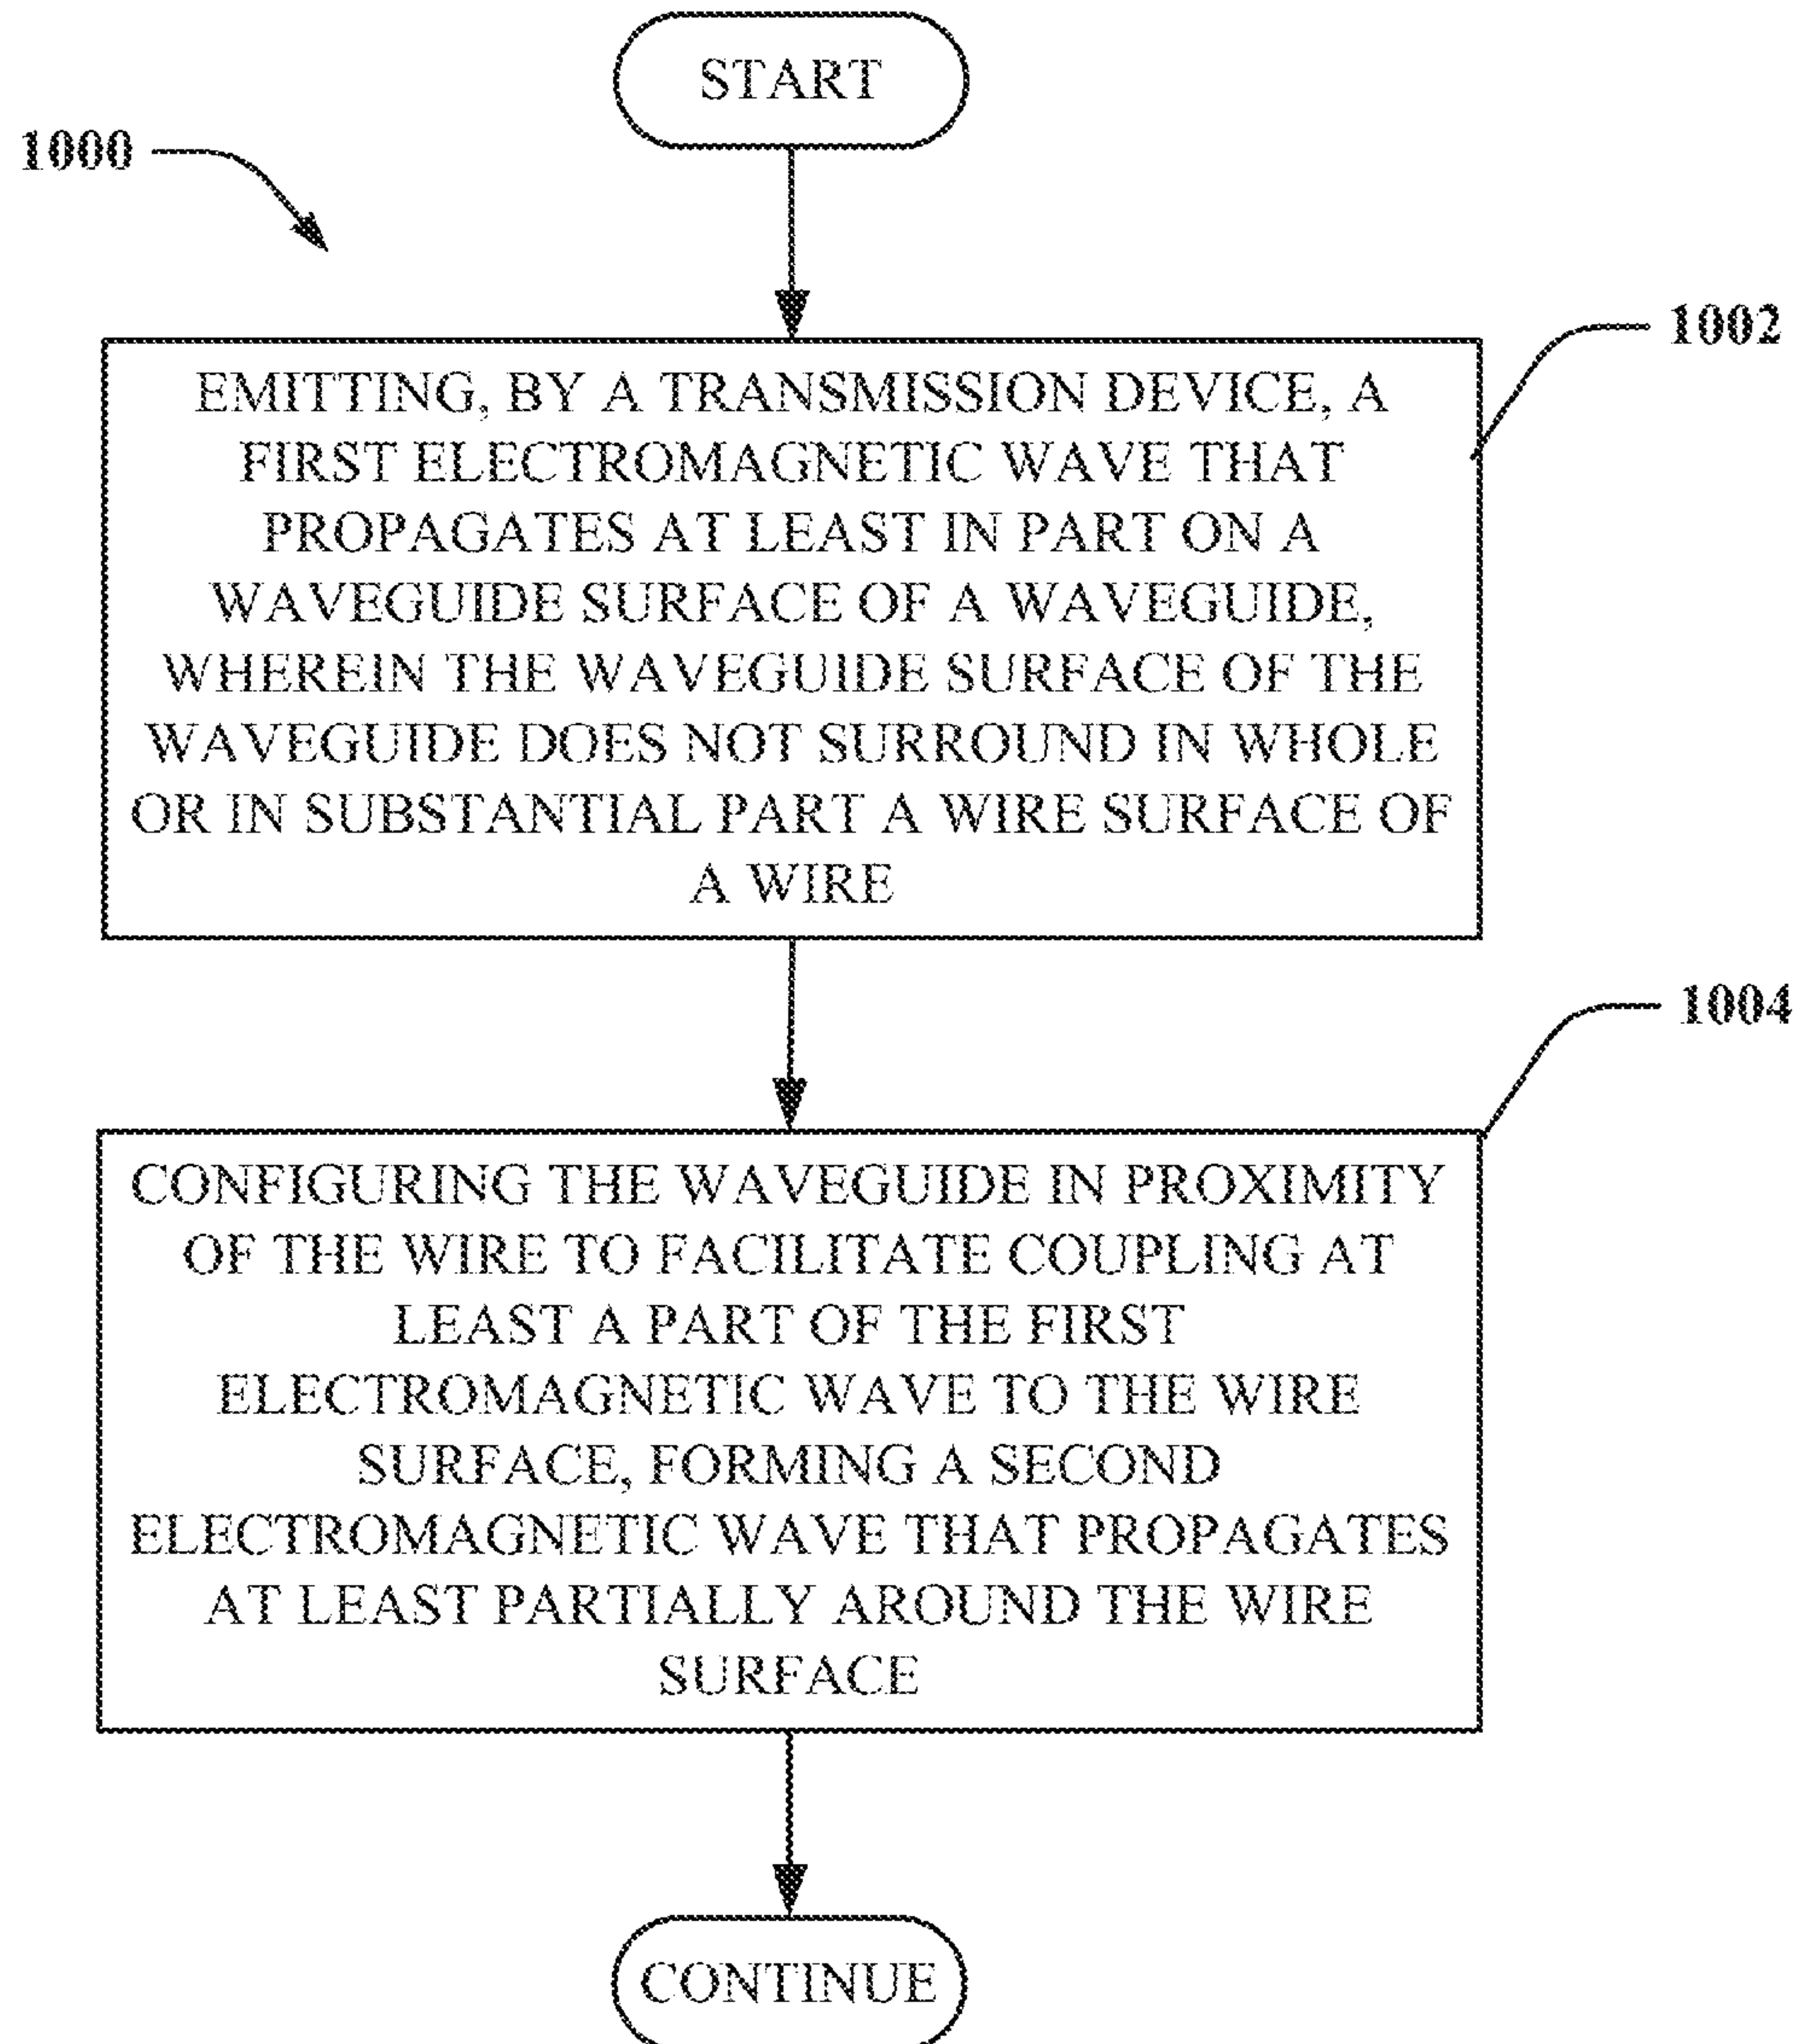 START
1000
1002
EMITTING, BY A TRANSMISSION DEVICE, A
FIRST ELECTROMAGNETIC WAVE THAT
PROPAGATES AT LEAST IN PART ON A
WAVEGUIDE SURFACE OF A WAVEGUIDE,
WHEREIN THE WAVEGUIDE SURFACE OF THE
WAVEGUIDE DOES NOT SURROUND IN WHOLE
OR IN SUBSTANTIAL PART A WIRE SURFACE OF
A WIRE
1004
CONFIGURING THE WAVEGUIDE IN PROXIMITY
OF THE WIRE TO FACILITATE COUPLING AT
LEAST A PART OF THE FIRST
ELECTROMAGNETIC WAVE TO THE WIRE
SURFACE, FORMING A SECOND
ELECTROMAGNETIC WAVE THAT PROPAGATES
AT LEAST PARTIALLY AROUND THE WIRE
SURFACE
CONTINUE